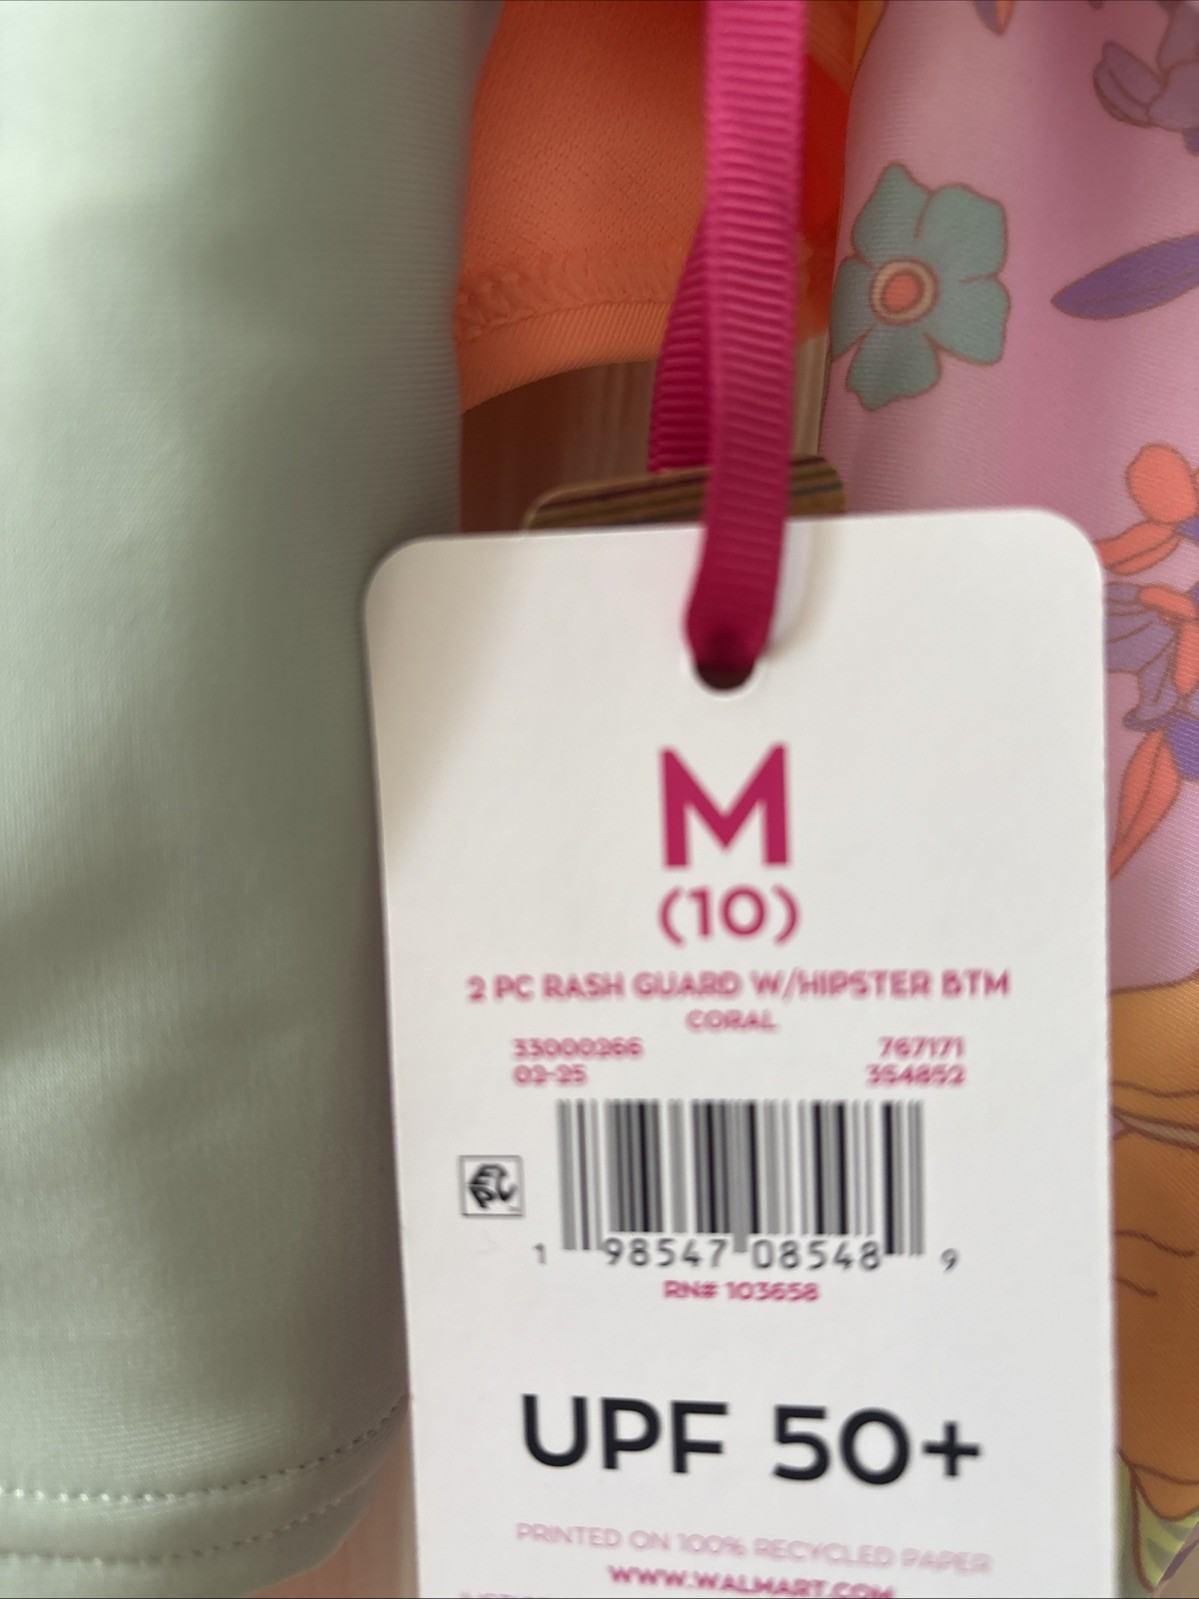 M
(10)
2 PC RASH GUARD W/HIPSTER BTM
CORAL
33000266 767171
02-25 354852
1 98547 08548 9
RN# 103658
UPF 50+
PRINTED ON 100% RECYCLED PAPER
WWW.WALMART.COM